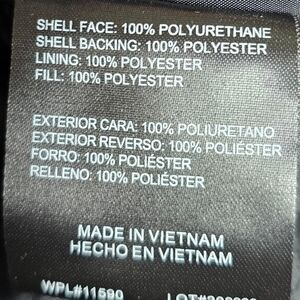 SHELL FACE: 100% POLYURETHANE
SHELL BACKING: 100% POLYESTER
LINING: 100% POLYESTER
FILL: 100% POLYESTER
EXTERIOR CARA: 100% POLIURETANO
EXTERIOR REVERSO: 100% POLIÉSTER
FORRO: 100% POLIÉSTER
RELLENO: 100% POLIÉSTER
MADE IN VIETNAM
HECHO EN VIETNAM
WPL#11590